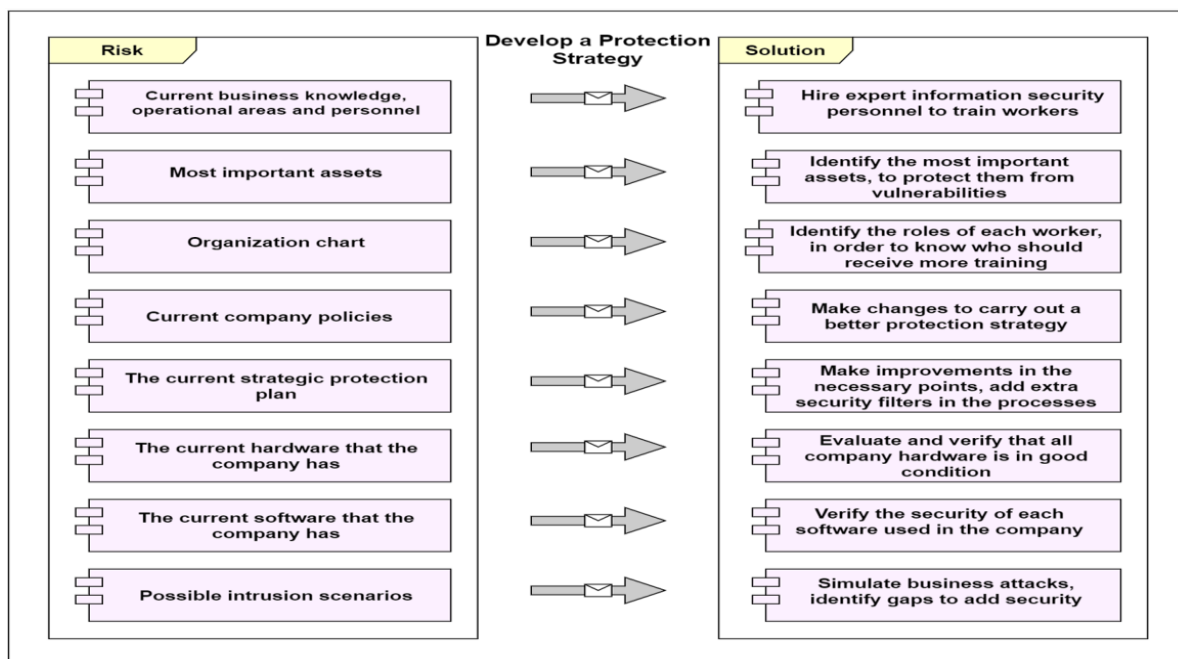 Risk
Develop a Protection
Strategy
Solution
Current business knowledge,
operational areas and personnel
Hire expert information security
personnel to train workers
Most important assets
Identify the most important
assets, to protect them from
vulnerabilities
Organization chart
Identify the roles of each worker,
in order to know who should
receive more training
Current company policies
Make changes to carry out a
better protection strategy
The current strategic protection
plan
Make improvements in the
necessary points, add extra
security filters in the processes
The current hardware that the
company has
Evaluate and verify that all
company hardware is in good
condition
The current software that the
company has
Verify the security of each
software used in the company
Possible intrusion scenarios
Simulate business attacks,
identify gaps to add security